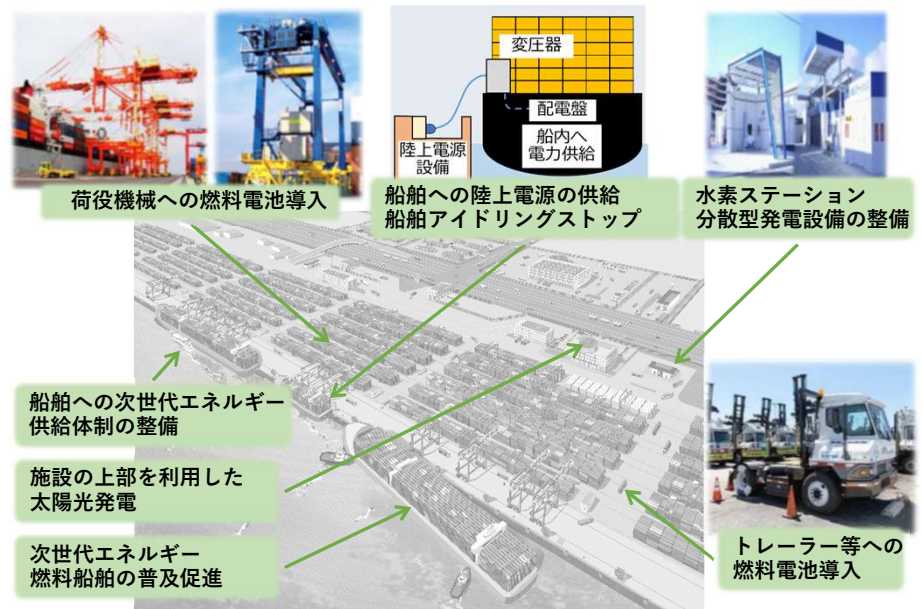 変圧器
配電盤
船内へ
電力供給
陸上電源
設備
荷役機械への燃料電池導入
船舶への陸上電源の供給
船舶アイドリングストップ
水素ステーション
分散型発電設備の整備
船舶への次世代エネルギー
供給体制の整備
施設の上部を利用した
太陽光発電
次世代エネルギー
燃料船舶の普及促進
トレーラー等への
燃料電池導入